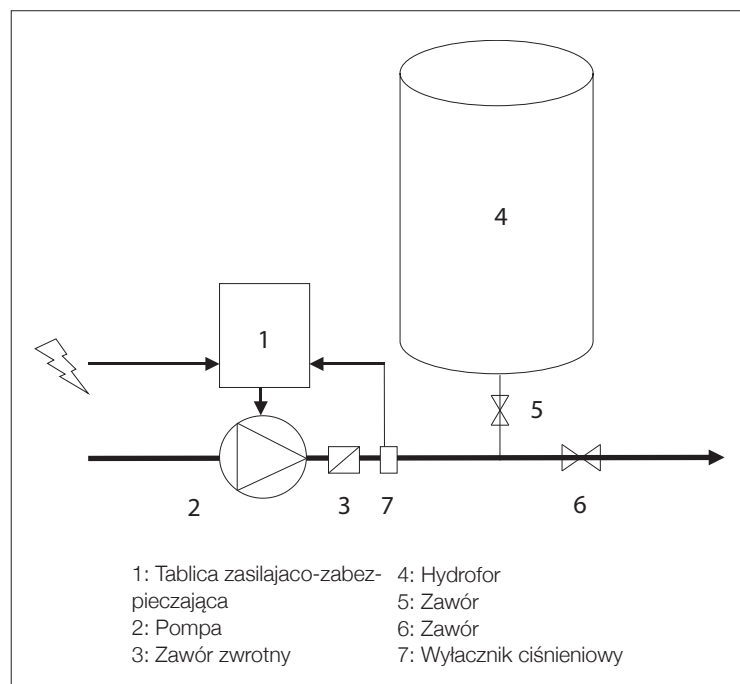 4
1
5
2
3
7
6
1: Tablica zasilajaco-zabez-
pieczająca
2: Pompa
3: Zawór zwrotny
4: Hydrofor
5: Zawór
6: Zawór
7: Wyłacznik ciśnieniowy